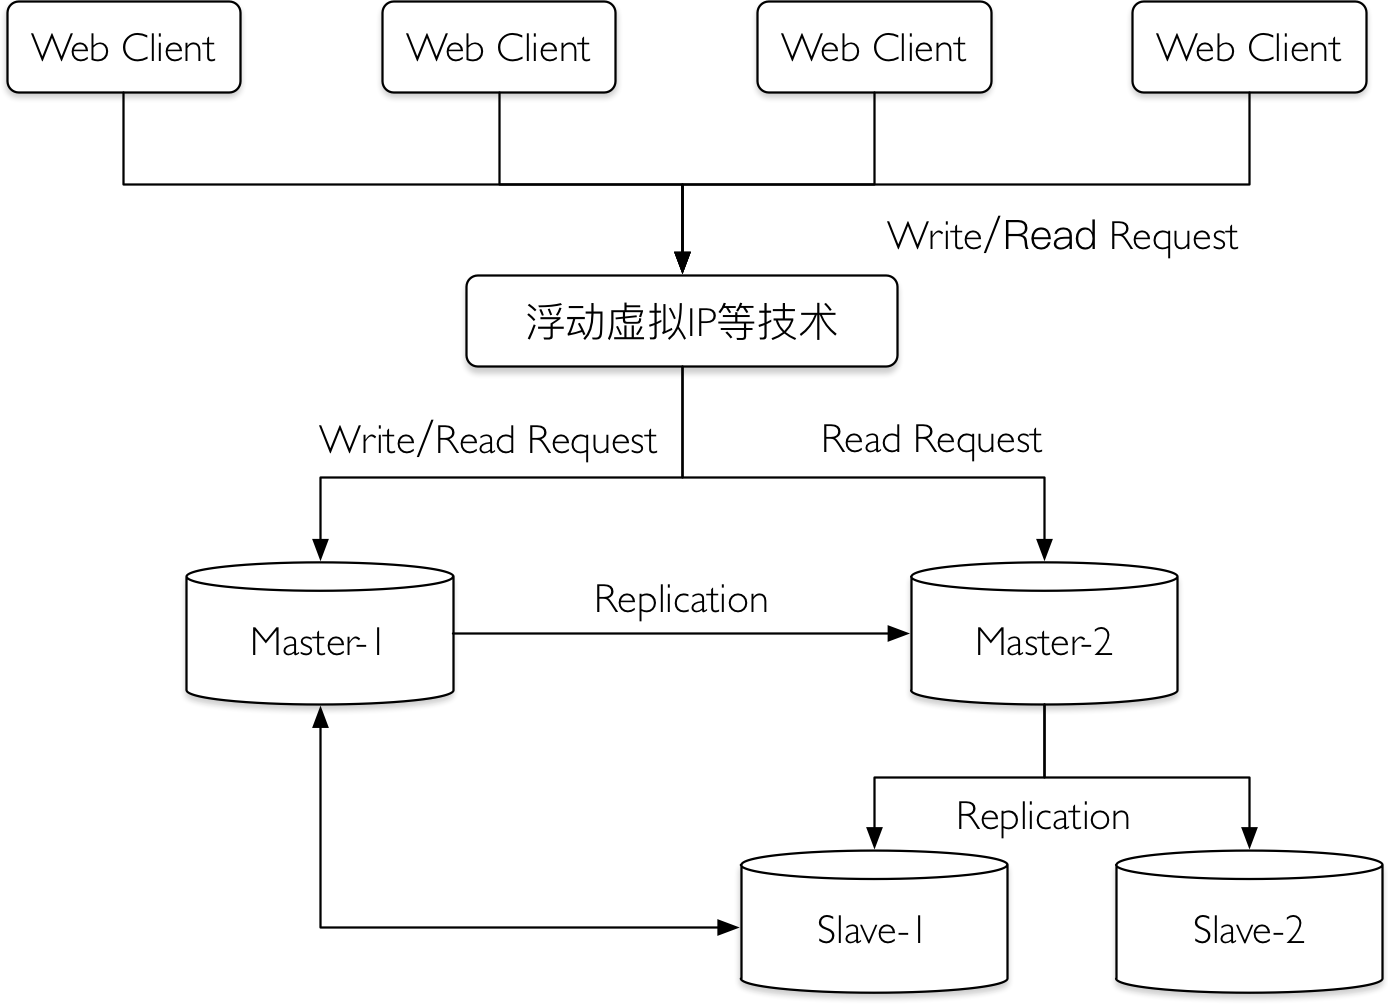 Web Client
Web Client
Web Client
Web Client
Write/Read Request
浮动虚拟IP等技术
Write/Read Request
Read Request
Replication
Master-1
Master-2
Replication
Slave-1
Slave-2